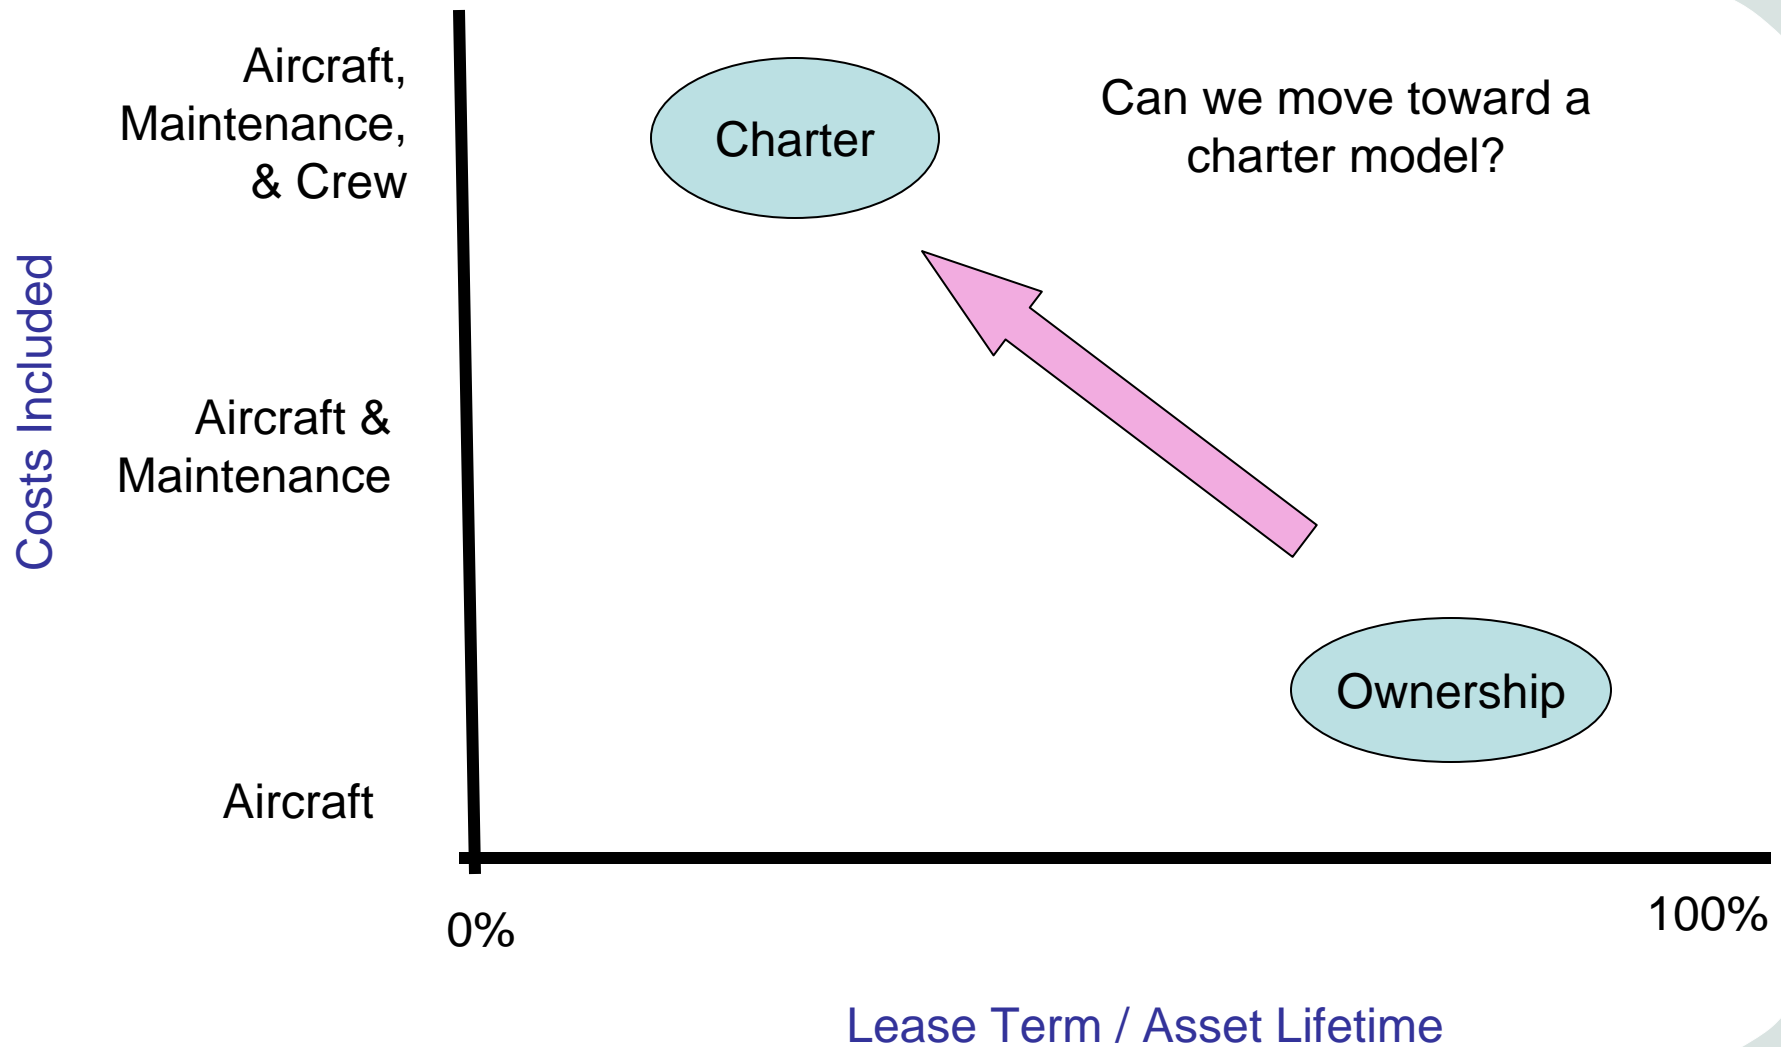 Aircraft,
Maintenance,
& Crew
Charter
Can we move toward a
charter model?
Costs Included
Aircraft &
Maintenance
Ownership
Aircraft
0%
100%
Lease Term / Asset Lifetime